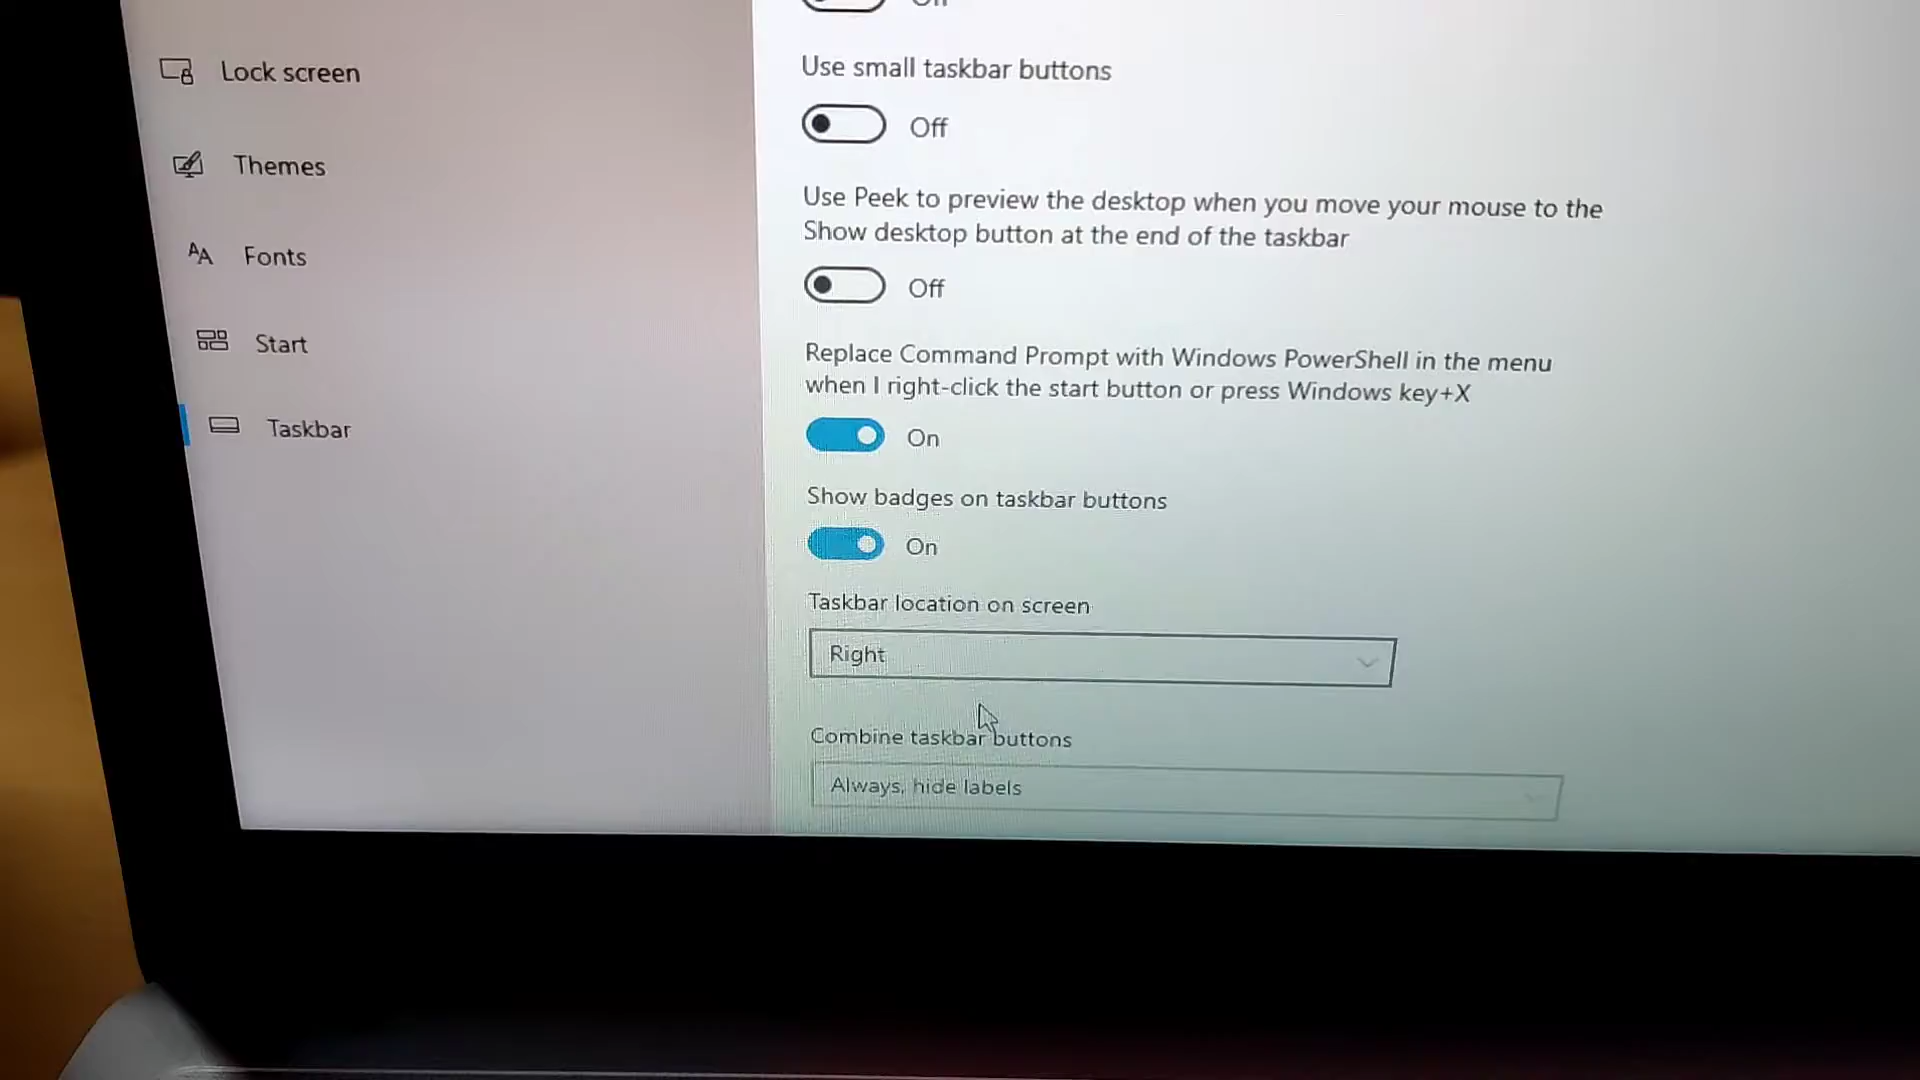 Lock screen
Themes
Fonts
Start
Taskbar
Use small taskbar buttons
Off
Use Peek to preview the desktop when you move your mouse to the
Show desktop button at the end of the taskbar
Off
Replace Command Prompt with Windows PowerShell in the menu
when I right-click the start button or press Windows key+X
On
Show badges on taskbar buttons
On
Taskbar location on screen
Right
Combine taskbar buttons
Always, hide labels